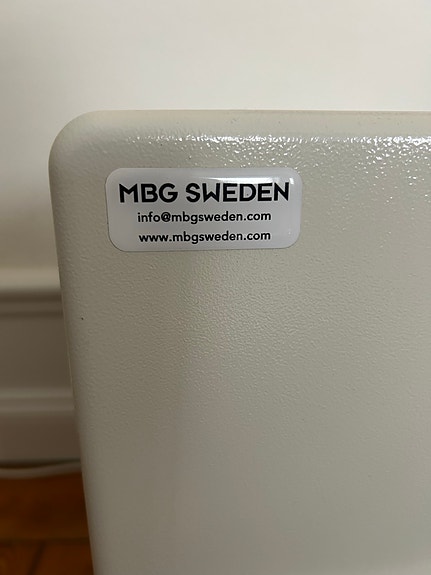 MBG SWEDEN
info@mbgsweden.com
www.mbgsweden.com